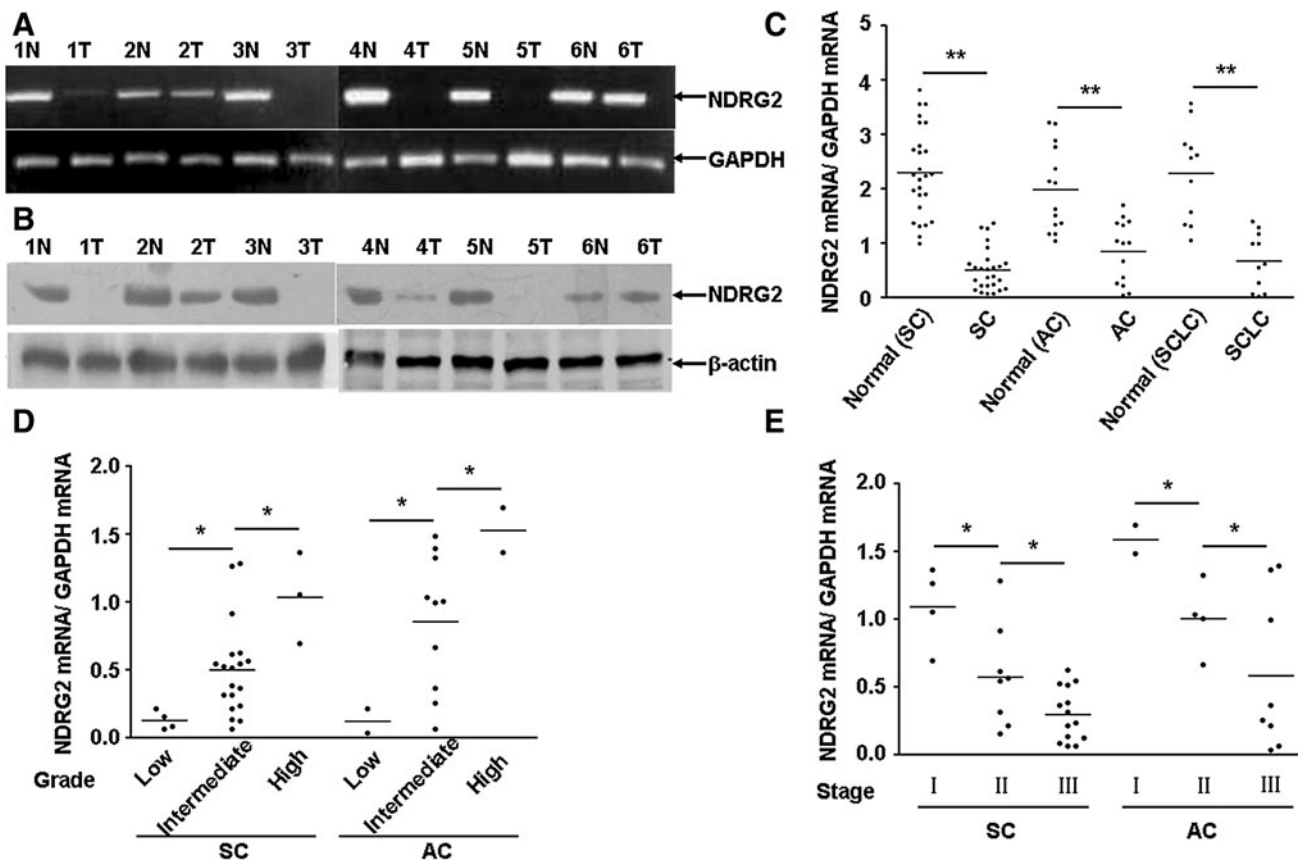 A
1N 1T 2N 2T 3N 3T 4N 4T 5N 5T 6N 6T
NDRG2
GAPDH
B
1N 1T 2N 2T 3N 3T 4N 4T 5N 5T 6N 6T
NDRG2
β-actin
C
NDRG2 mRNA/ GAPDH mRNA
5
4
3
2
1
0
** ** **
Normal (SC) SC Normal (AC) AC Normal (SCLC) SCLC
D
NDRG2 mRNA/ GAPDH mRNA
2.0
1.5
1.0
0.5
0.0
* * * *
Grade Low Intermediate High Low Intermediate High
SC AC
E
NDRG2 mRNA/ GAPDH mRNA
2.0
1.5
1.0
0.5
0.0
* * * *
Stage I II III I II III
SC AC